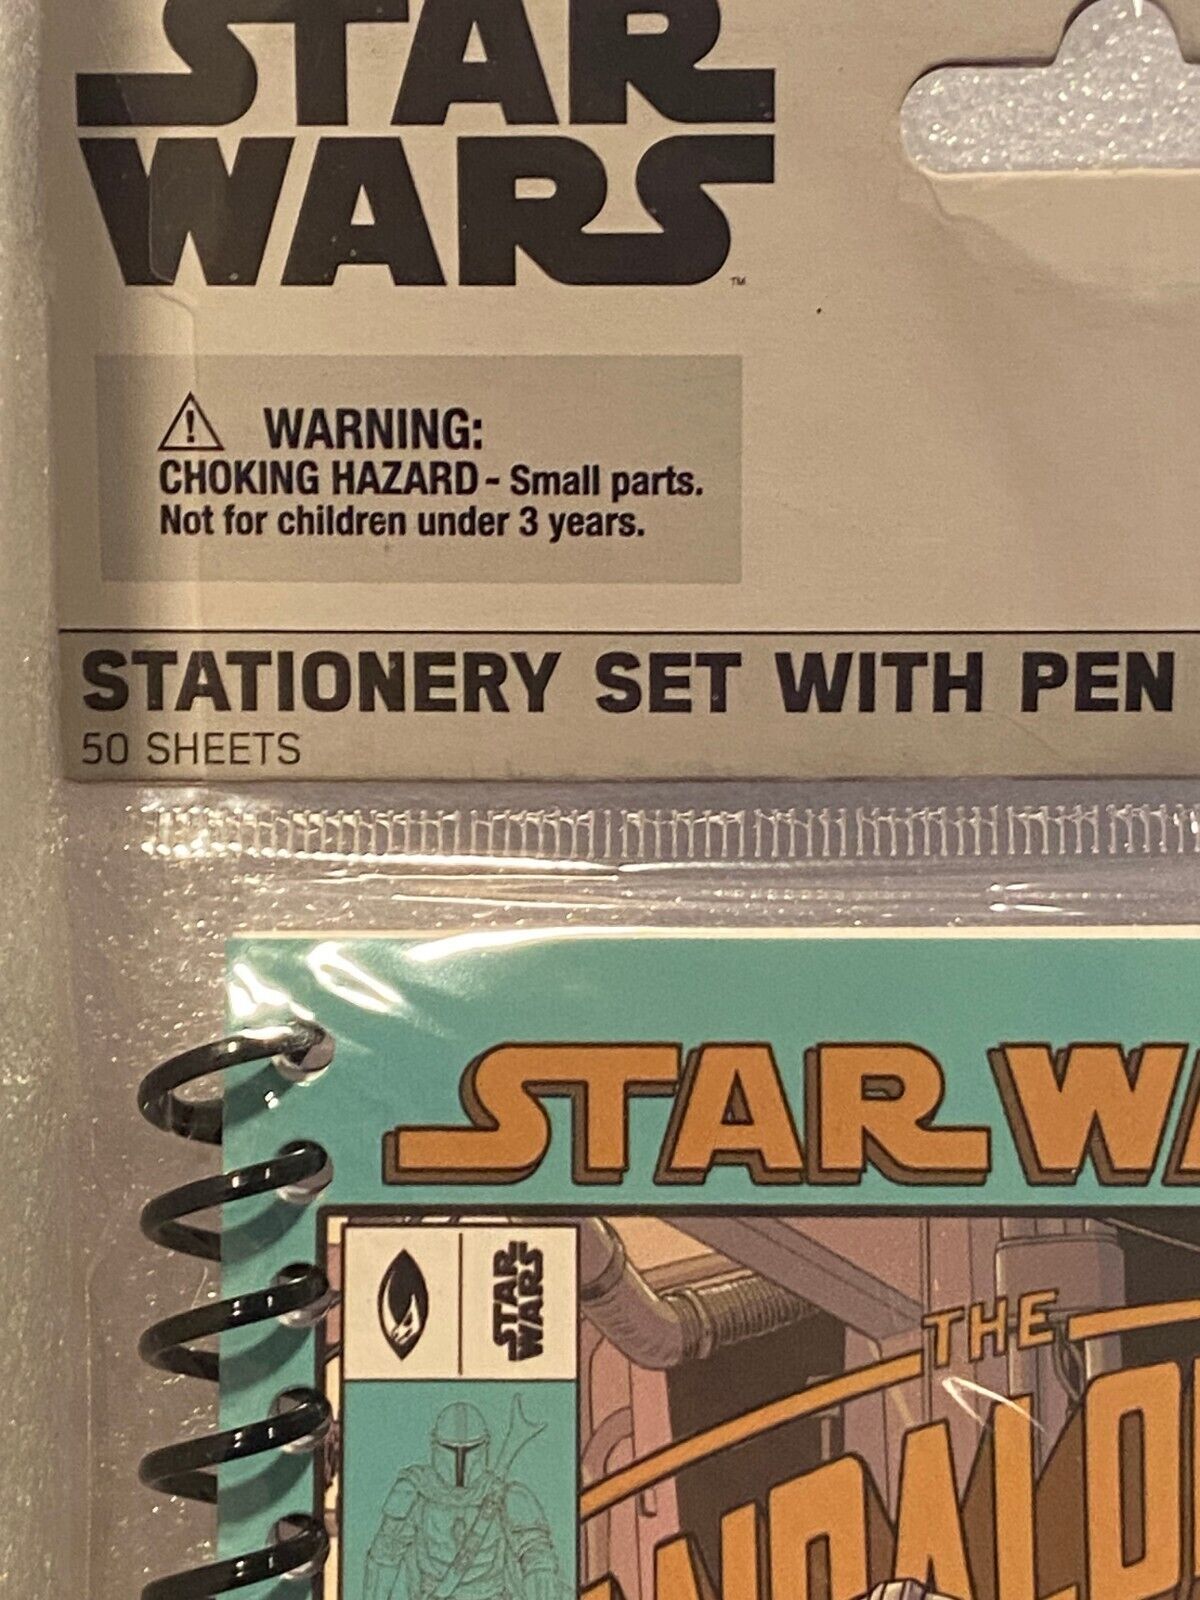 STAR
WARS
™
WARNING:
CHOKING HAZARD - Small parts.
Not for children under 3 years.
STATIONERY SET WITH PEN
50 SHEETS
STAR WA
STAR
WARS
THE
NDALO